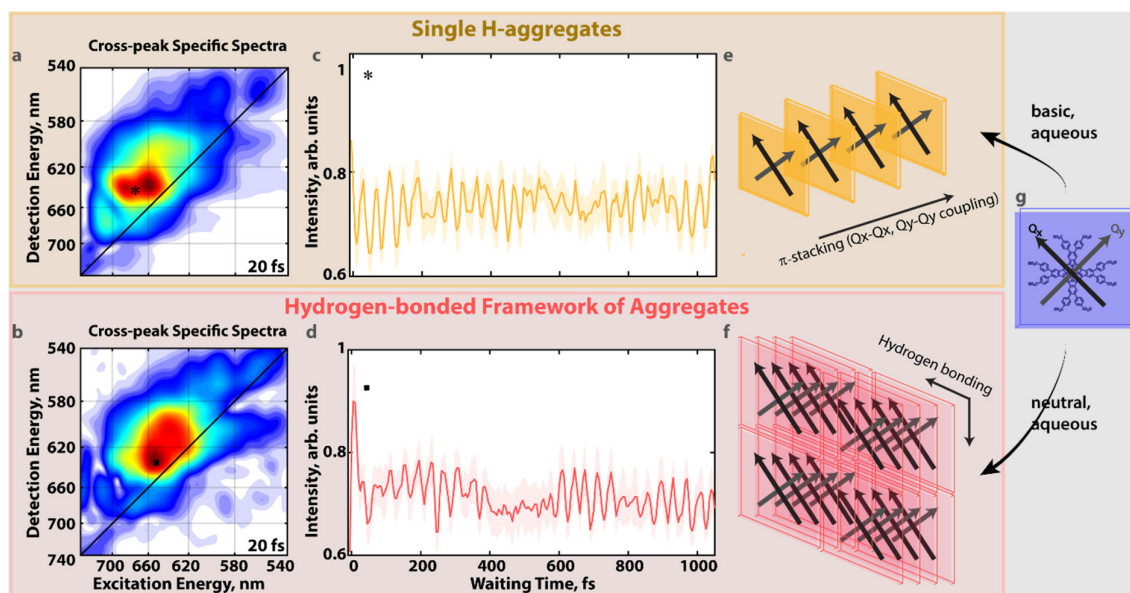 Single H-aggregates
a
Cross-peak Specific Spectra
Detection Energy, nm
540
580
620
660
700
*
20 fs
c
Intensity, arb. units
1
0.8
0.6
*
e
π-stacking (Qx-Qx, Qy-Qy coupling)
basic,
aqueous
g
Qx
Qy
Hydrogen-bonded Framework of Aggregates
b
Cross-peak Specific Spectra
Detection Energy, nm
540
580
620
660
700
730
20 fs
700 660 620 580 540
Excitation Energy, nm
d
Intensity, arb. units
1
0.8
0.6
0 200 400 600 800 1000
Waiting Time, fs
f
Hydrogen bonding
neutral,
aqueous